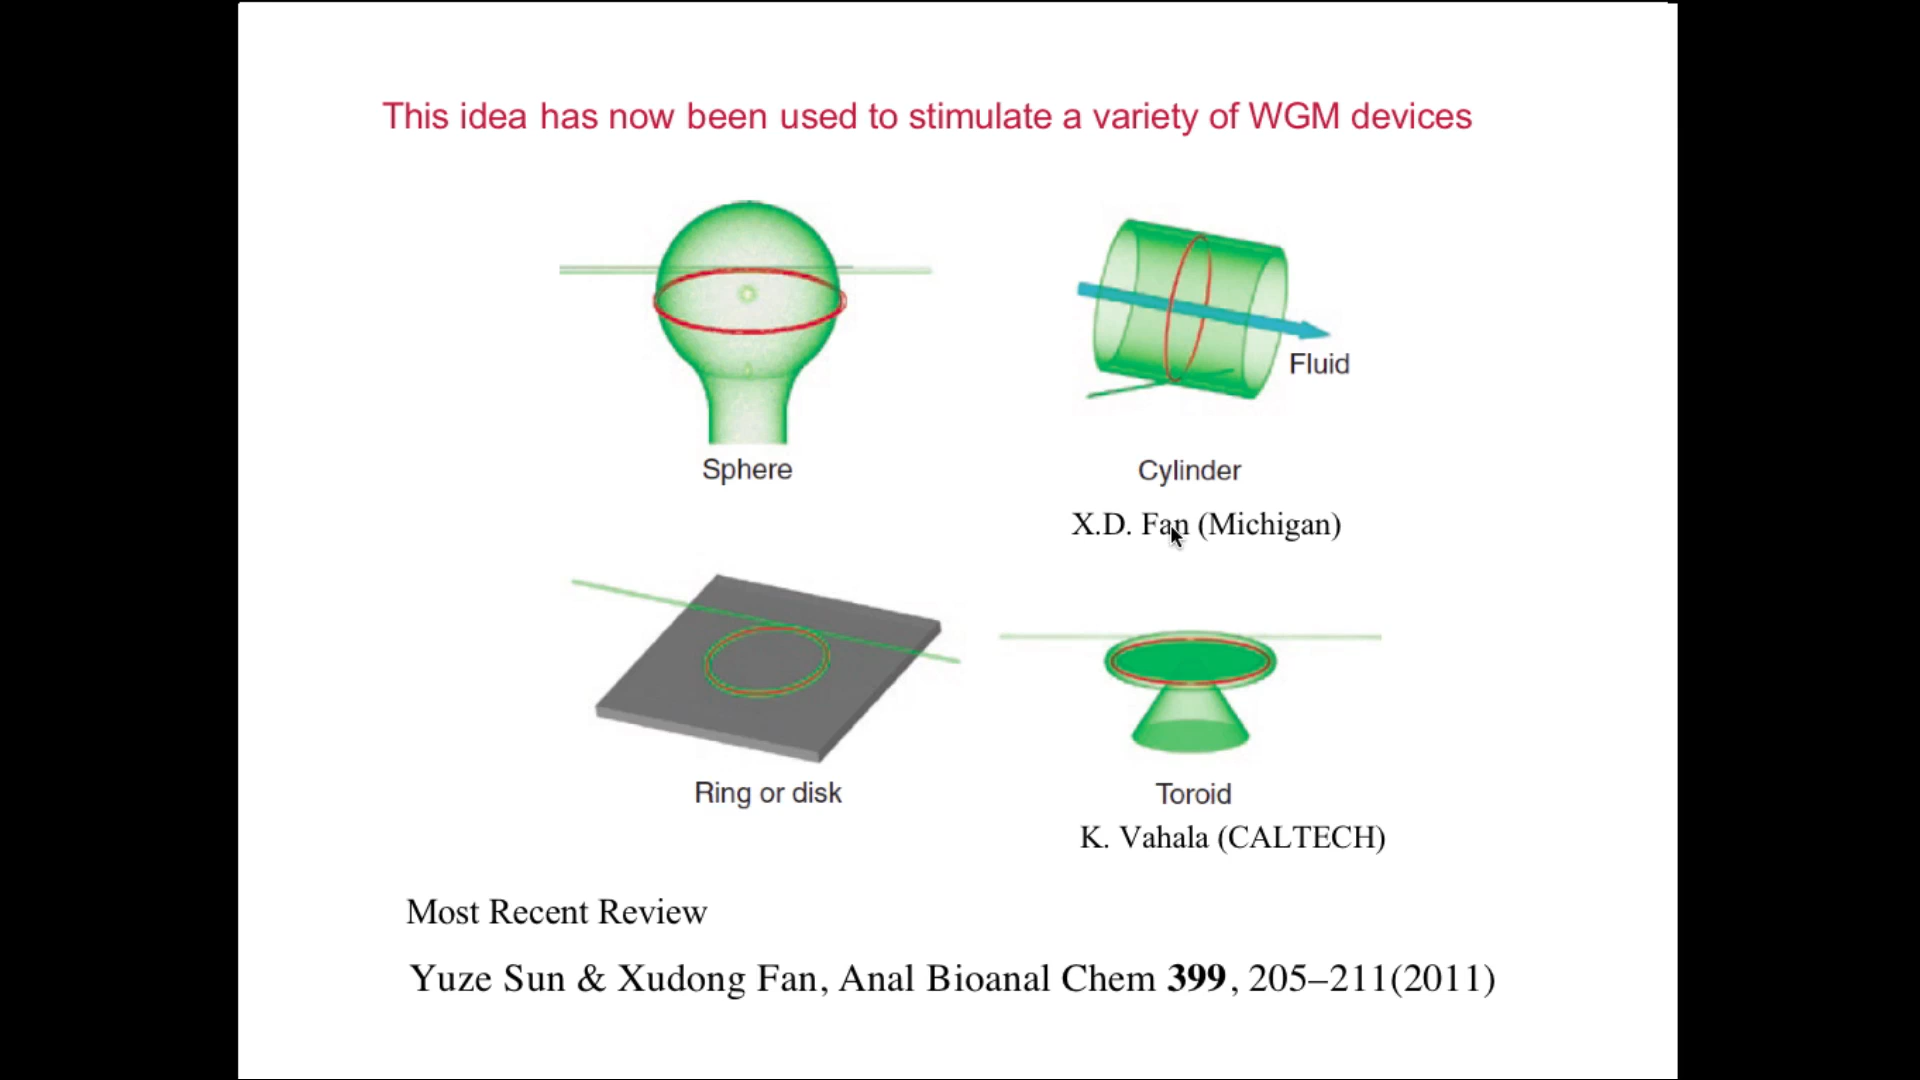 This idea has now been used to stimulate a variety of WGM devices
Sphere
Fluid
Cylinder
X.D. Fan (Michigan)
Ring or disk
Toroid
K. Vahala (CALTECH)
Most Recent Review
Yuze Sun & Xudong Fan, Anal Bioanal Chem 399, 205–211(2011)